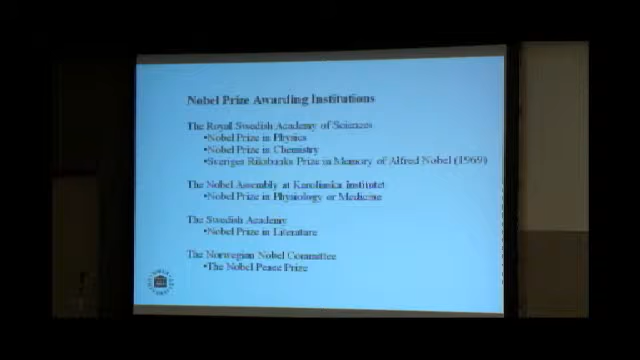 Nobel Prize Awarding Institutions
The Royal Swedish Academy of Sciences
•Nobel Prize in Physics
•Nobel Prize in Chemistry
•Sveriges Riksbanks Prize in Memory of Alfred Nobel (1969)
The Nobel Assembly at Karolinska Institutet
•Nobel Prize in Physiology or Medicine
The Swedish Academy
•Nobel Prize in Literature
The Norwegian Nobel Committee
•The Nobel Peace Prize